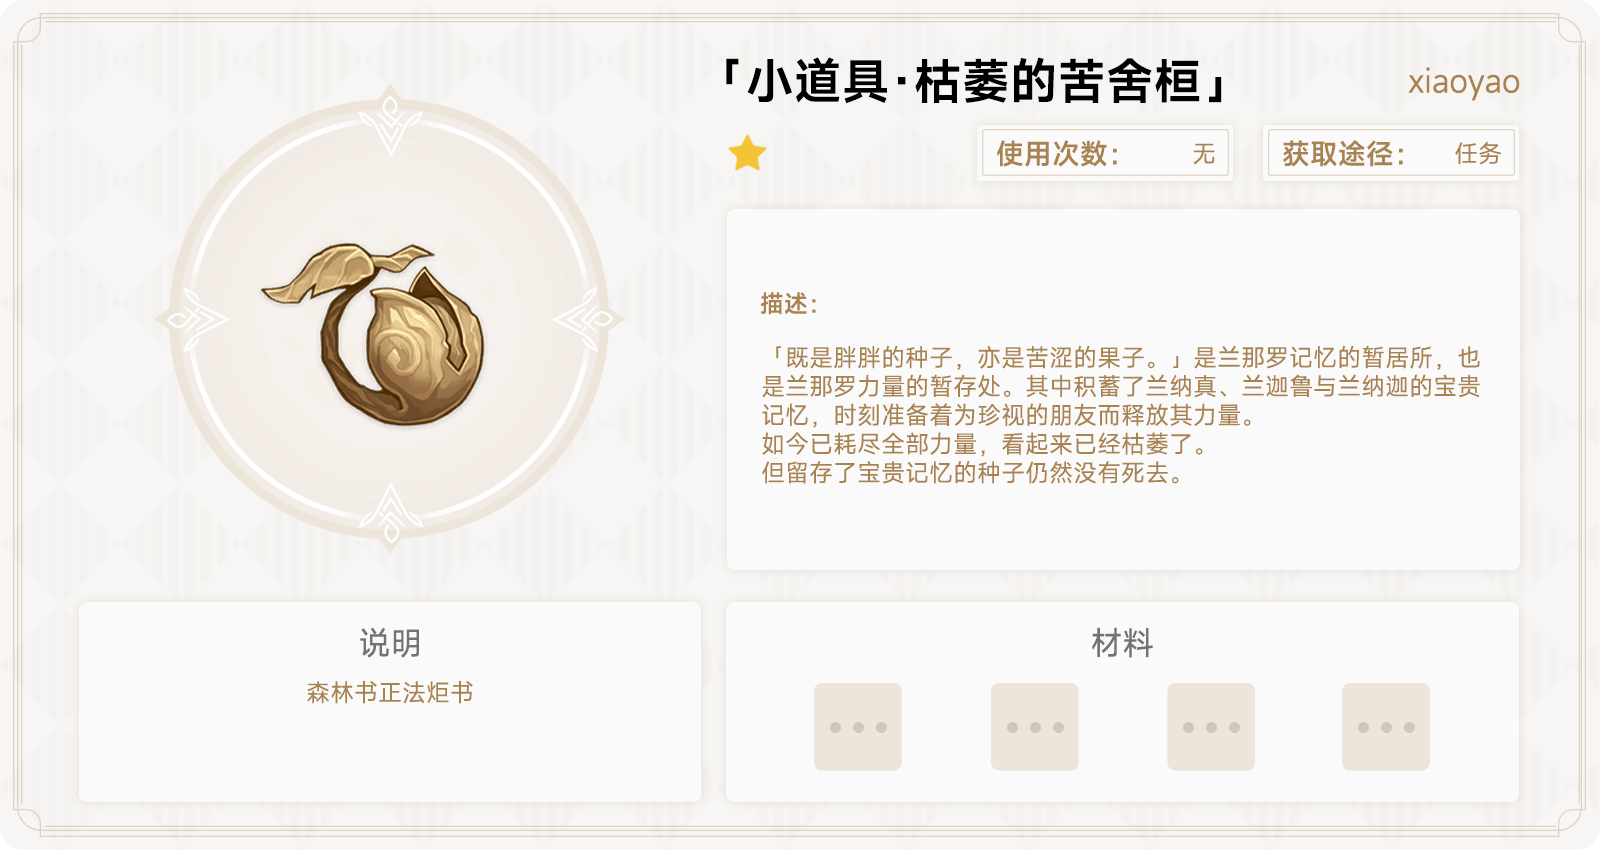 「小道具·枯萎的苦舍桓」
xiaoyao
使用次数： 无
获取途径： 任务
描述：
「既是胖胖的种子，亦是苦涩的果子。」是兰那罗记忆的暂居所，也
是兰那罗力量的暂存处。其中积蓄了兰纳真、兰迦鲁与兰纳迦的宝贵
记忆，时刻准备着为珍视的朋友而释放其力量。
如今已耗尽全部力量，看起来已经枯萎了。
但留存了宝贵记忆的种子仍然没有死去。
说明
森林书正法炬书
材料